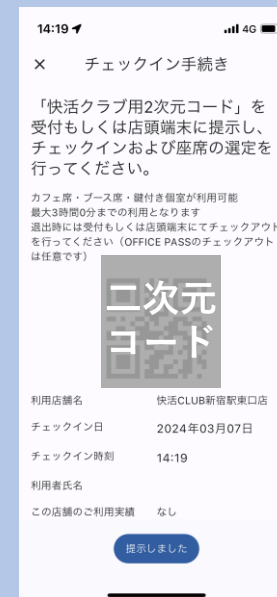 14:19
4G
× チェックイン手続き
「快活クラブ用2次元コード」を
受付もしくは店頭端末に提示し、
チェックインおよび座席の選定を
行ってください。
カフェ席・ブース席・鍵付き個室が利用可能
最大3時間0分までの利用となります
退出時には受付もしくは店頭端末にてチェックアウト
を行ってください（OFFICE PASSのチェックアウト
は任意です）
二次元
コード
利用店舗名 快活CLUB新宿駅東口店
チェックイン日 2024年03月07日
チェックイン時刻 14:19
利用者氏名
この店舗のご利用実績 なし
提示しました